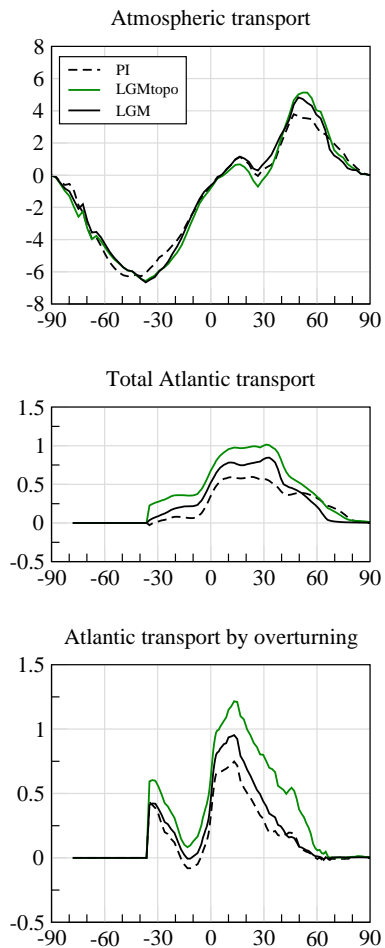 Atmospheric transport
8
6
4
2
0
-2
-4
-6
-8
PI
LGMtopo
LGM
-90 -60 -30 0 30 60 90
Total Atlantic transport
1.5
1
0.5
0
-0.5
-90 -60 -30 0 30 60 90
Atlantic transport by overturning
1.5
1
0.5
0
-0.5
-90 -60 -30 0 30 60 90